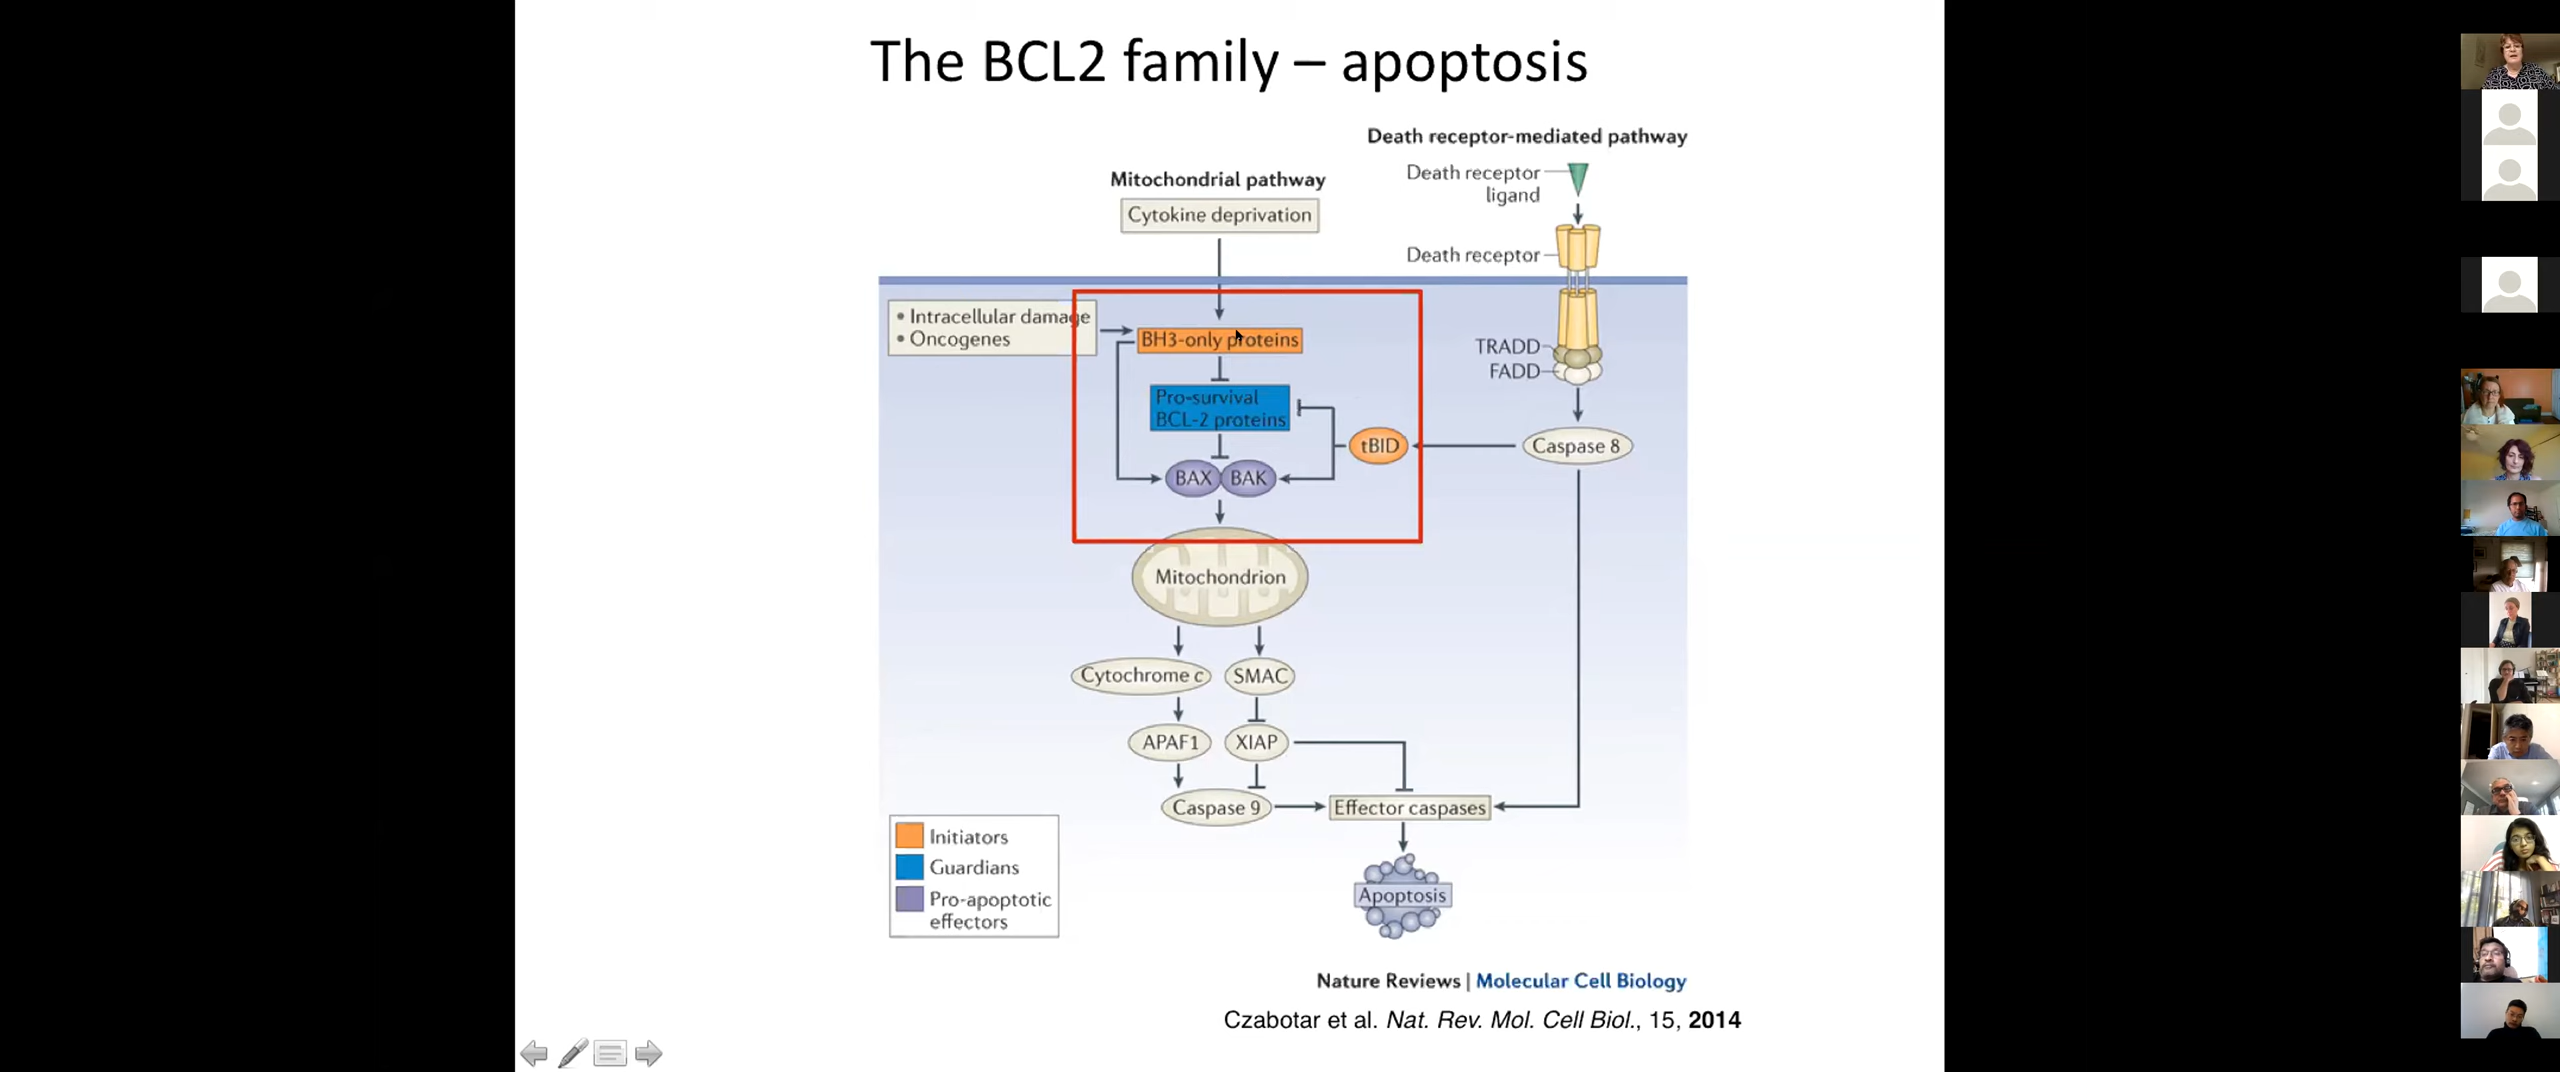 The BCL2 family – apoptosis
Death receptor-mediated pathway
Mitochondrial pathway
Death receptor
ligand
Cytokine deprivation
Death receptor
• Intracellular damage
• Oncogenes
BH3-only proteins
TRADD
FADD
Pro-survival
BCL-2 proteins
tBID
Caspase 8
BAX
BAK
Mitochondrion
Cytochrome c
SMAC
APAF1
XIAP
Caspase 9
Effector caspases
Initiators
Guardians
Pro-apoptotic
effectors
Apoptosis
Nature Reviews | Molecular Cell Biology
Czabotar et al. Nat. Rev. Mol. Cell Biol., 15, 2014